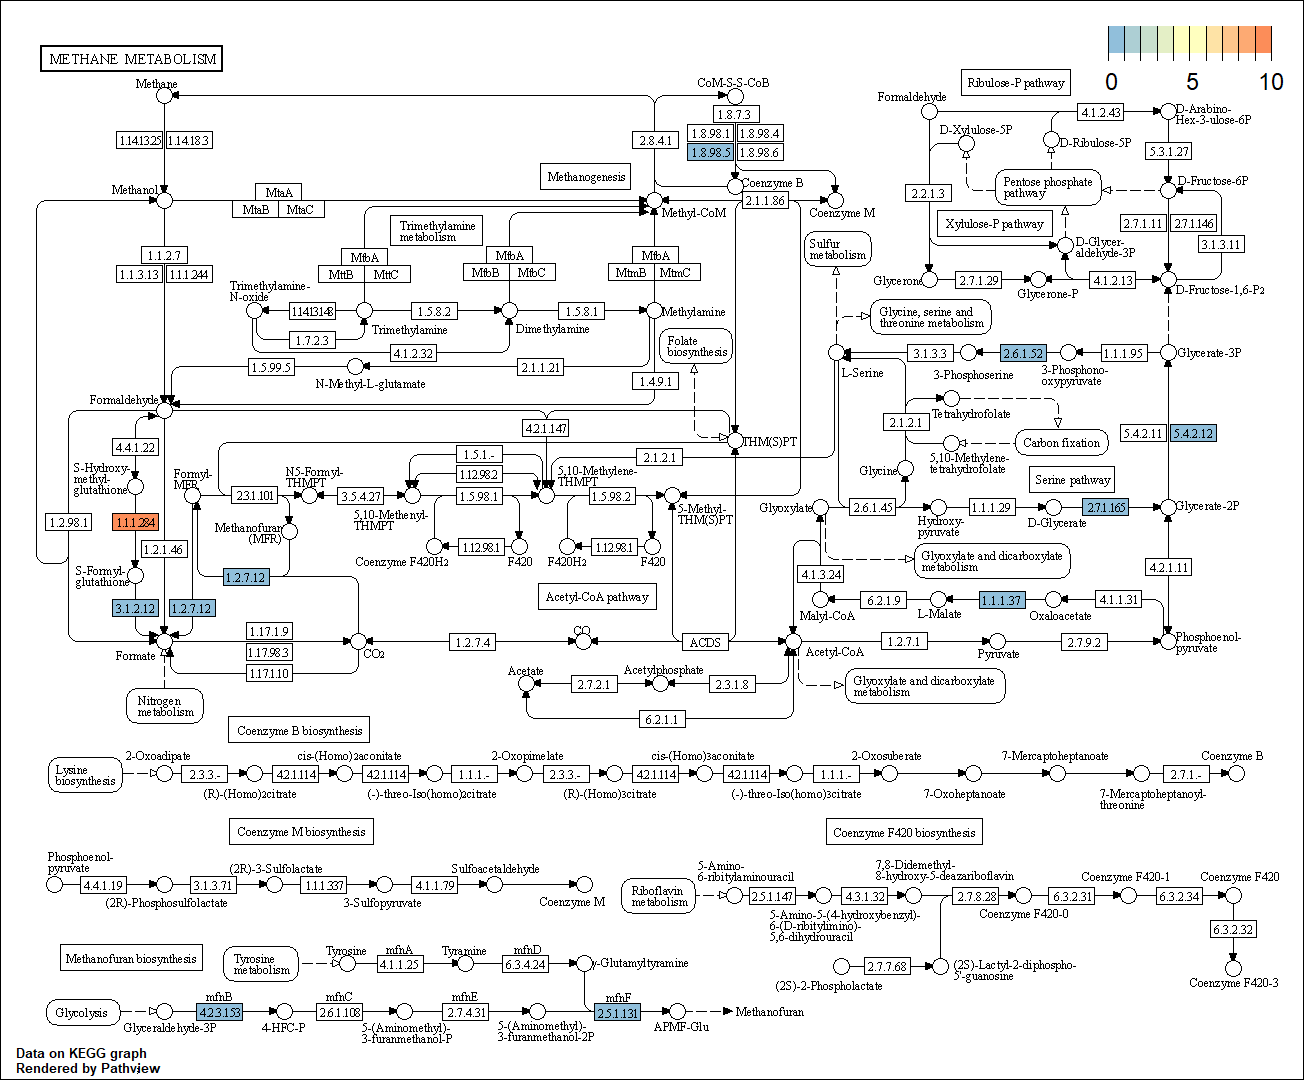 METHANE METABOLISM
0 5 10
Methane
CoM-S-S-CoB
Ribulose-P pathway
Formaldehyde
D-Arabino-
Hex-3-ulose-6P
1.8.7.3
4.1.2.43
1.14.13.25 1.14.18.3
2.8.4.1
1.8.98.1 1.8.98.4
1.8.98.5 1.8.98.6
D-Xylulose-5P
D-Ribulose-5P
5.3.1.27
Methanogenesis
Methanol
MtaA
MtaB MtaC
Coenzyme B
2.1.1.86
Coenzyme M
Methyl-CoM
2.2.1.3
Pentose phosphate
pathway
D-Fructose-6P
Xylulose-P pathway
2.7.1.11 2.7.1.146
3.1.3.11
Trimethylamine
metabolism
Sulfur
metabolism
D-Glycer-
aldehyde-3P
1.1.2.7
1.1.3.13 1.1.1.244
MtbA
MttB MttC
MtbA
MtbB MtbC
MtbA
MtmB MtmC
Glycerone
2.7.1.29
Glycerone-P
4.1.2.13
D-Fructose-1,6-P2
Trimethylamine-
N-oxide
1.14.13.148
Trimethylamine
1.5.8.2
Dimethylamine
1.5.8.1
Methylamine
1.7.2.3
4.1.2.32
Glycine, serine and
threonine metabolism
Folate
biosynthesis
1.5.99.5
N-Methyl-L-glutamate
2.1.1.21
1.4.9.1
L-Serine
3.1.3.3
3-Phosphoserine
2.6.1.52
3-Phosphono-
oxypyruvate
1.1.1.95
Glycerate-3P
Formaldehyde
4.2.1.147
THM(S)PT
2.1.2.1
Tetrahydrofolate
Carbon fixation
5,10-Methylene-
tetrahydrofolate
5.4.2.11 5.4.2.12
4.4.1.22
S-Hydroxy-
methyl-
glutathione
1.5.1.-
1.12.98.2
2.1.2.1
Glycine
Serine pathway
Formyl-
MFR
2.3.1.101
N5-Formyl-
THMPT
3.5.4.27
5,10-Methenyl-
THMPT
1.5.98.1
5,10-Methylene-
THMPT
1.5.98.2
5-Methyl-
THM(S)PT
Glyoxylate
2.6.1.45
Hydroxy-
pyruvate
1.1.1.29
D-Glycerate
2.7.1.165
Glycerate-2P
1.2.98.1
1.1.1.284
Methanofuran
(MFR)
1.2.1.46
Coenzyme F420H2
1.12.98.1
F420
F420H2
1.12.98.1
F420
Glyoxylate and dicarboxylate
metabolism
S-Formyl-
glutathione
1.2.7.12
4.1.3.24
4.2.1.11
3.1.2.12 1.2.7.12
Acetyl-CoA pathway
Malyl-CoA
6.2.1.9
L-Malate
1.1.1.37
Oxaloacetate
4.1.1.31
Formate
1.17.1.9
1.17.98.3
1.17.1.10
CO2
1.2.7.4
CO
ACDS
Acetyl-CoA
1.2.7.1
Pyruvate
2.7.9.2
Phosphoenol-
pyruvate
Nitrogen
metabolism
Acetate
2.7.2.1
Acetylphosphate
2.3.1.8
6.2.1.1
Glyoxylate and dicarboxylate
metabolism
Coenzyme B biosynthesis
Lysine
biosynthesis
2-Oxoadipate
2.3.3.-
(R)-(Homo)2citrate
4.2.1.114
cis-(Homo)2aconitate
4.2.1.114
(-)-threo-Iso(homo)2citrate
1.1.1.-
2-Oxopimelate
2.3.3.-
(R)-(Homo)3citrate
4.2.1.114
cis-(Homo)3aconitate
4.2.1.114
(-)-threo-Iso(homo)3citrate
1.1.1.-
2-Oxosuberate
7-Oxoheptanoate
7-Mercaptoheptanoate
7-Mercaptoheptanoyl-
threonine
2.7.1.-
Coenzyme B
Coenzyme M biosynthesis
Coenzyme F420 biosynthesis
Phosphoenol-
pyruvate
4.4.1.19
(2R)-Phosphosulfolactate
3.1.3.71
(2R)-3-Sulfolactate
1.1.1.337
3-Sulfopyruvate
4.1.1.79
Sulfoacetaldehyde
Coenzyme M
Riboflavin
metabolism
5-Amino-
6-ribitylaminouracil
2.5.1.147
5-Amino-5-(4-hydroxybenzyl)-
6-(D-ribitylimino)-
5,6-dihydrouracil
4.3.1.32
7,8-Didemethyl-
8-hydroxy-5-deazariboflavin
2.7.8.28
Coenzyme F420-0
6.3.2.31
Coenzyme F420-1
6.3.2.34
Coenzyme F420
6.3.2.32
Coenzyme F420-3
(2S)-2-Phospholactate
2.7.7.68
(2S)-Lactyl-2-diphospho-
5'-guanosine
Methanofuran biosynthesis
Tyrosine
metabolism
Tyrosine
mfnA
4.1.1.25
Tyramine
mfnD
6.3.4.24
γ-Glutamyltyramine
Glycolysis
Glyceraldehyde-3P
mfnB
4.2.3.153
4-HFC-P
mfnC
2.6.1.108
5-(Aminomethyl)-
3-furanmethanol-P
mfnE
2.7.4.31
5-(Aminomethyl)-
3-furanmethanol-2P
mfnF
2.5.1.131
APMF-Glu
Methanofuran
Data on KEGG graph
Rendered by Pathview